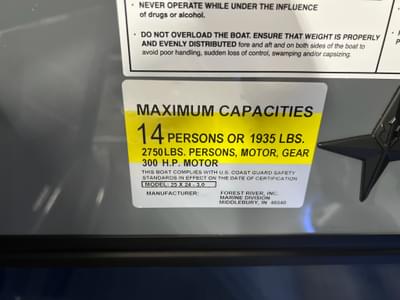 · NEVER OPERATE WHILE UNDER THE INFLUENCE
of drugs or alcohol.
· DO NOT OVERLOAD THE BOAT. ENSURE THAT WEIGHT IS PROPERLY
AND EVENLY DISTRIBUTED fore and aft and on both sides of the boat to
avoid poor handling, sudden loss of control, swamping and/or capsizing.
MAXIMUM CAPACITIES
14 PERSONS OR 1935 LBS.
2750 LBS. PERSONS, MOTOR, GEAR
300 H.P. MOTOR
THIS BOAT COMPLIES WITH U.S. COAST GUARD SAFETY
STANDARDS IN EFFECT ON THE DATE OF CERTIFICATION
MODEL: 25 X 24 - 3.0
MANUFACTURER: FOREST RIVER, INC.
MARINE DIVISION
MIDDLEBURY, IN 46540